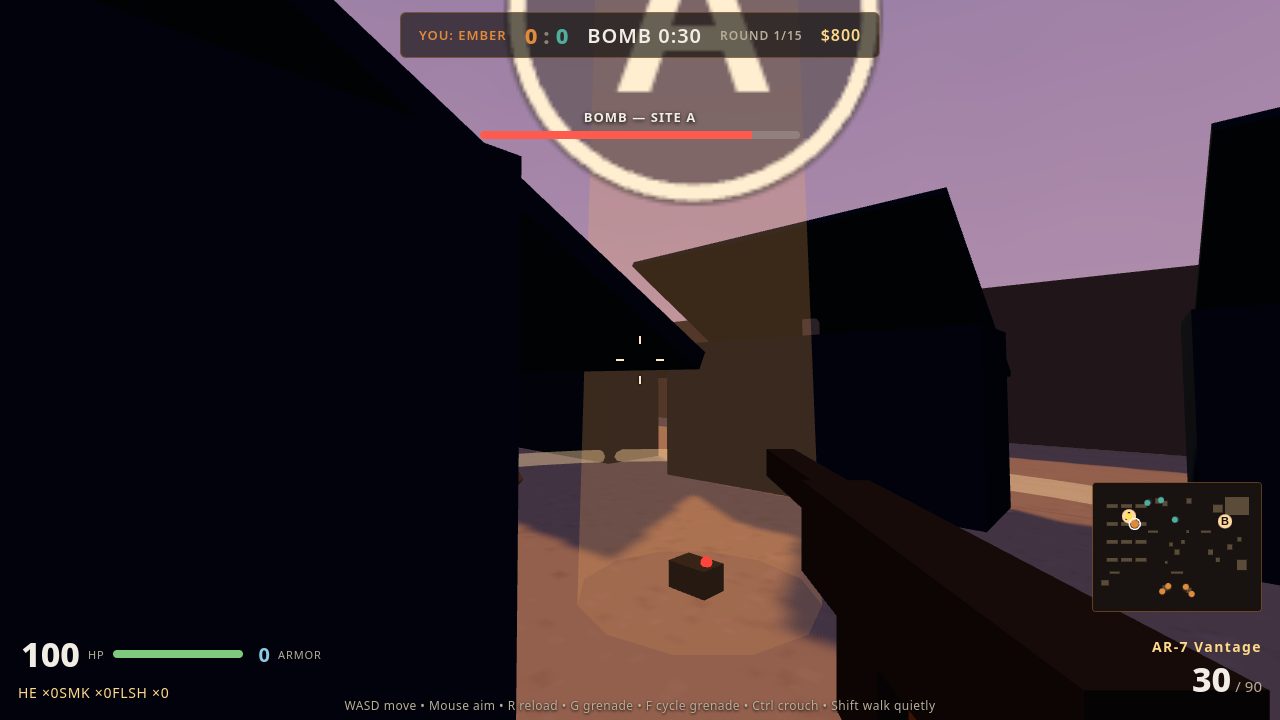 A
YOU: EMBER 0 : 0 BOMB 0:30 ROUND 1/15 $800
BOMB — SITE A
B
100 HP 0 ARMOR
AR-7 Vantage
30 / 90
HE ×0SMK ×0FLSH ×0
WASD move • Mouse aim • R reload • G grenade • F cycle grenade • Ctrl crouch • Shift walk quietly